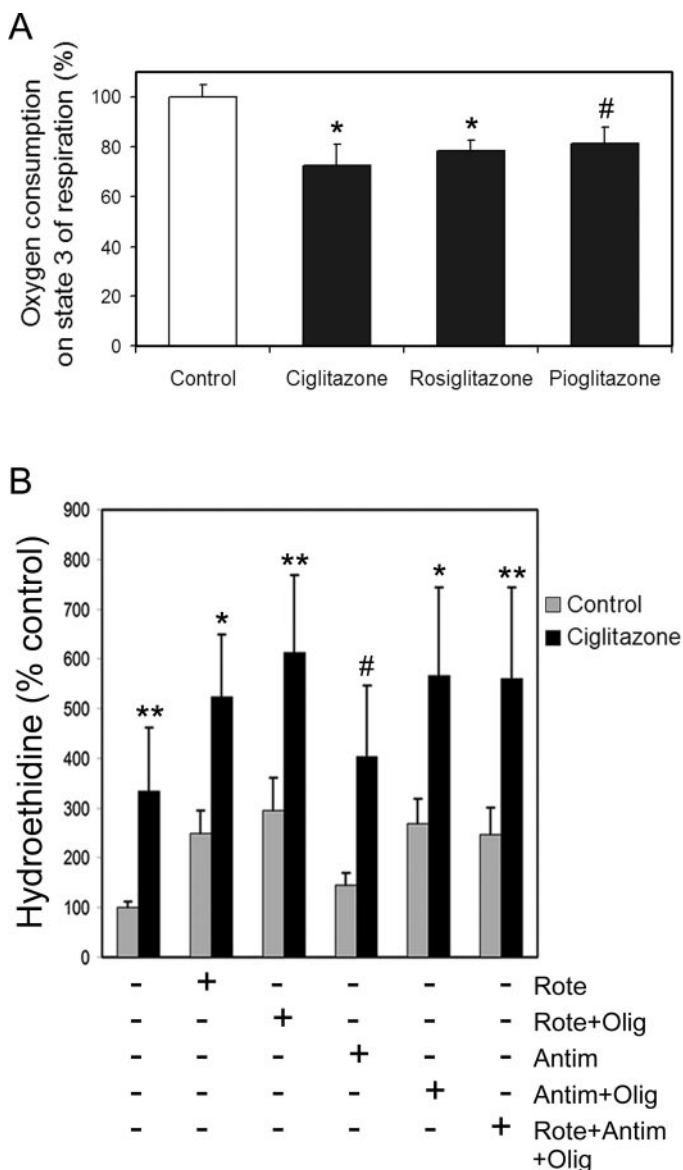 A
Oxygen consumption
on state 3 of respiration (%)
100
80
60
40
20
0
*
*
#
Control
Ciglitazone
Rosiglitazone
Pioglitazone
B
Hydroethidine (% control)
900
800
700
600
500
400
300
200
100
0
**
*
**
#
*
**
Control
Ciglitazone
- + - - - - Rote
- - + - - - Rote+Olig
- - - + - - Antim
- - - - + - Antim+Olig
- - - - - + Rote+Antim
+Olig